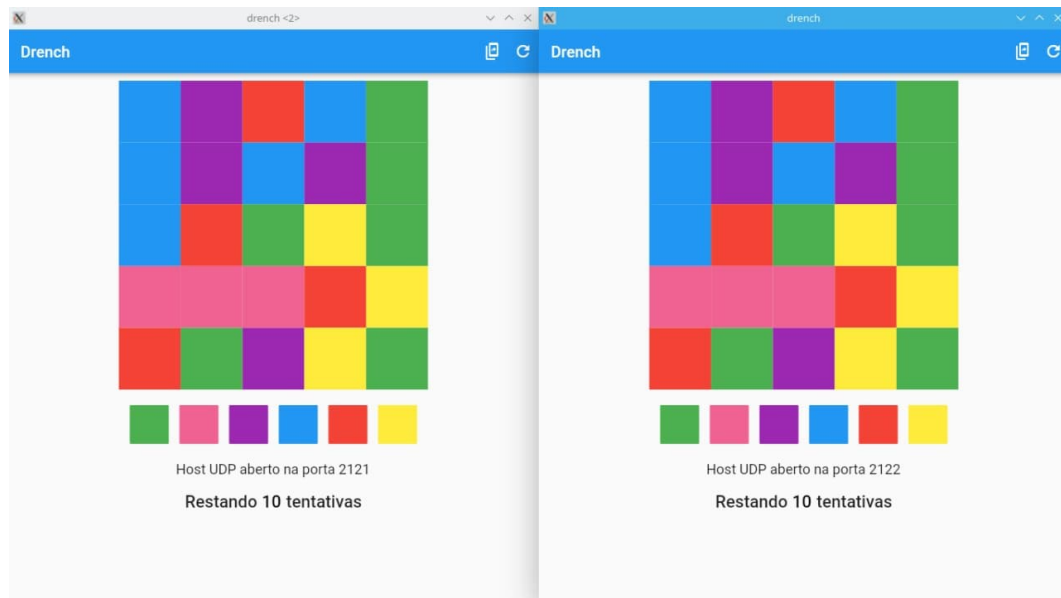 drench <2>
Drench
Host UDP aberto na porta 2121
Restando 10 tentativas
drench
Drench
Host UDP aberto na porta 2122
Restando 10 tentativas